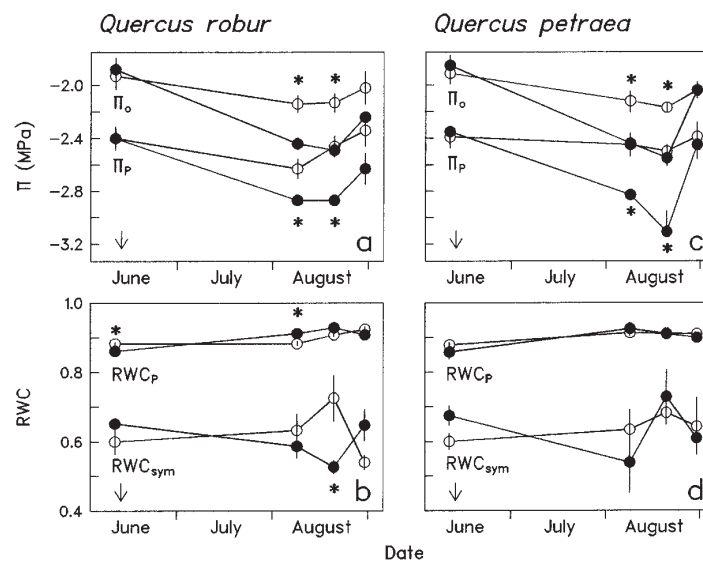 Quercus robur Quercus petraea
* * * *
-2.0
Πo Πo
-2.4
Π (MPa)
Πp Πp
-2.8
* * * *
-3.2
a c
June July August June July August
1.0
* *
0.9
RWCP RWCP
0.8
RWC
0.6
RWCsym RWCsym
*
0.4
b d
June July August June July August
Date